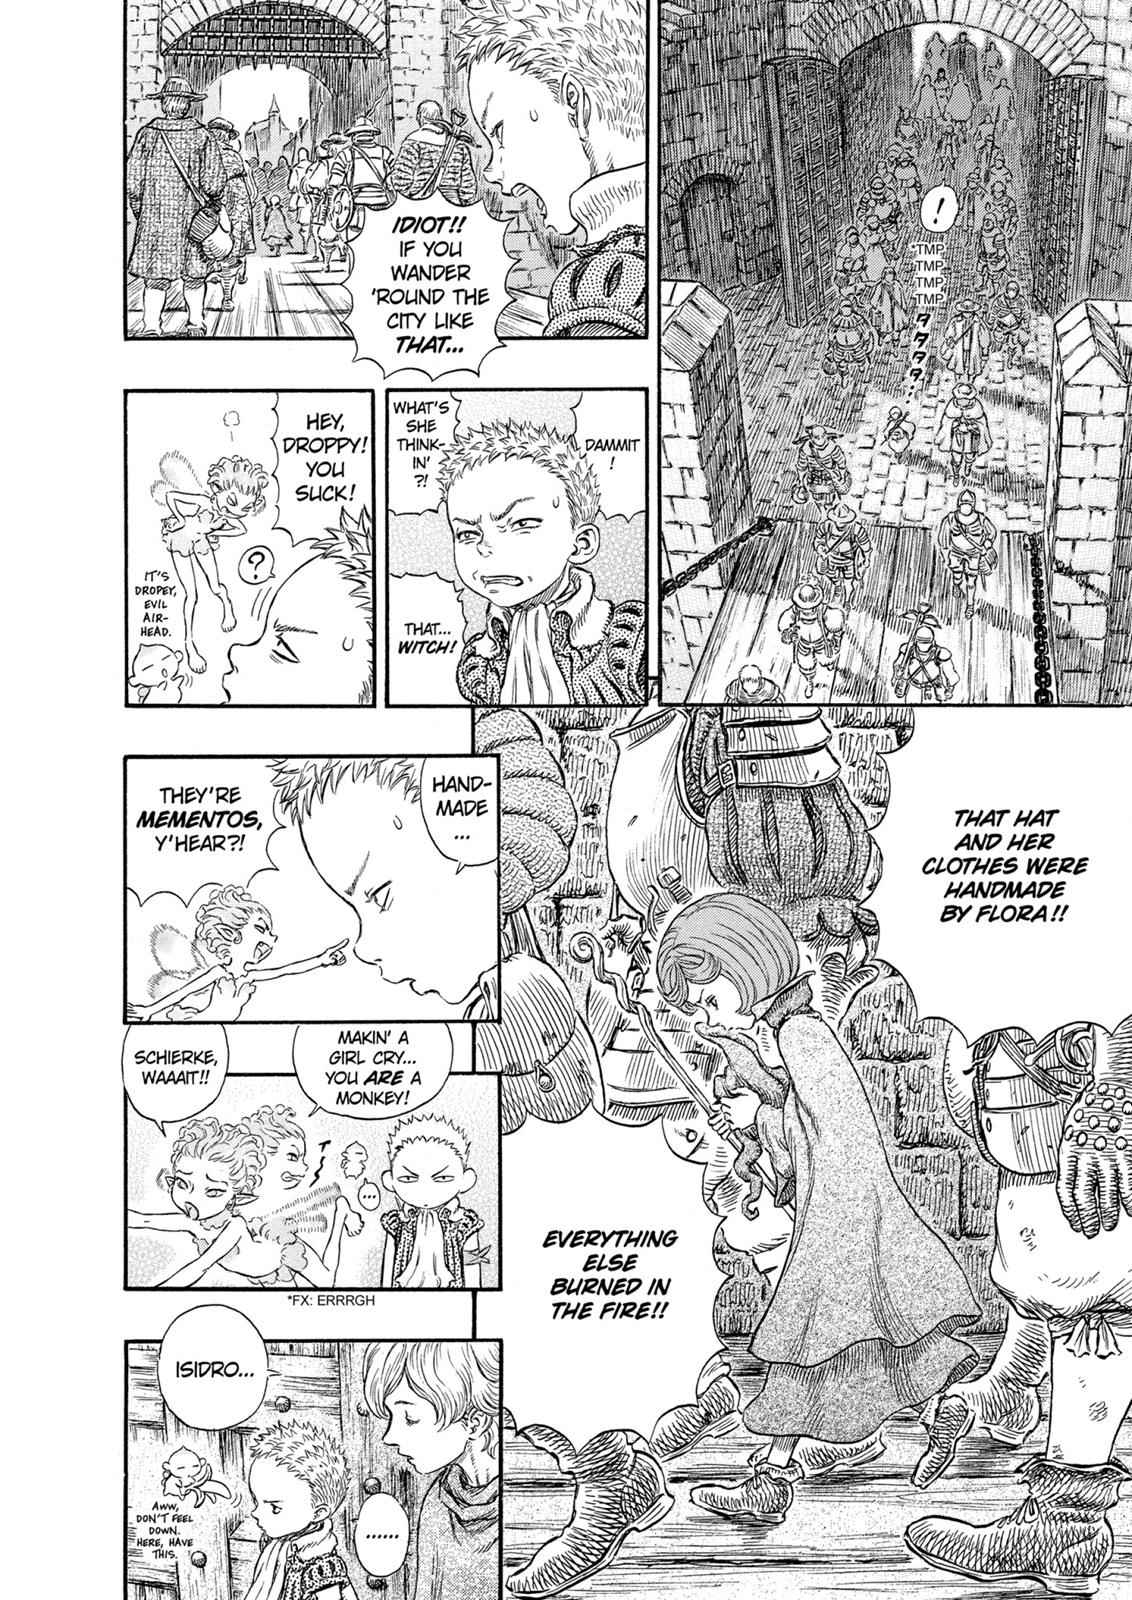 !
*TMP
TMP
TMP
TMP
タタタタ...
IDIOT!!
IF YOU
WANDER
'ROUND THE
CITY LIKE
THAT...
DAMMIT
!
WHAT'S
SHE
THINK-
IN'
?!
THAT...
WITCH!
HEY,
DROPPY!
YOU
SUCK!
?
IT'S
DROPEY,
EVIL
AIR-
HEAD.
THAT HAT
AND HER
CLOTHES WERE
HANDMADE
BY FLORA!!
EVERYTHING
ELSE
BURNED IN
THE FIRE!!
HAND-
MADE
...
THEY'RE
MEMENTOS,
Y'HEAR?!
MAKIN' A
GIRL CRY...
YOU ARE A
MONKEY!
SCHIERKE,
WAAAIT!!
...
*FX: ERRRGH
ISIDRO...
......
AWW,
DON'T FEEL
DOWN.
HERE, HAVE
THIS.